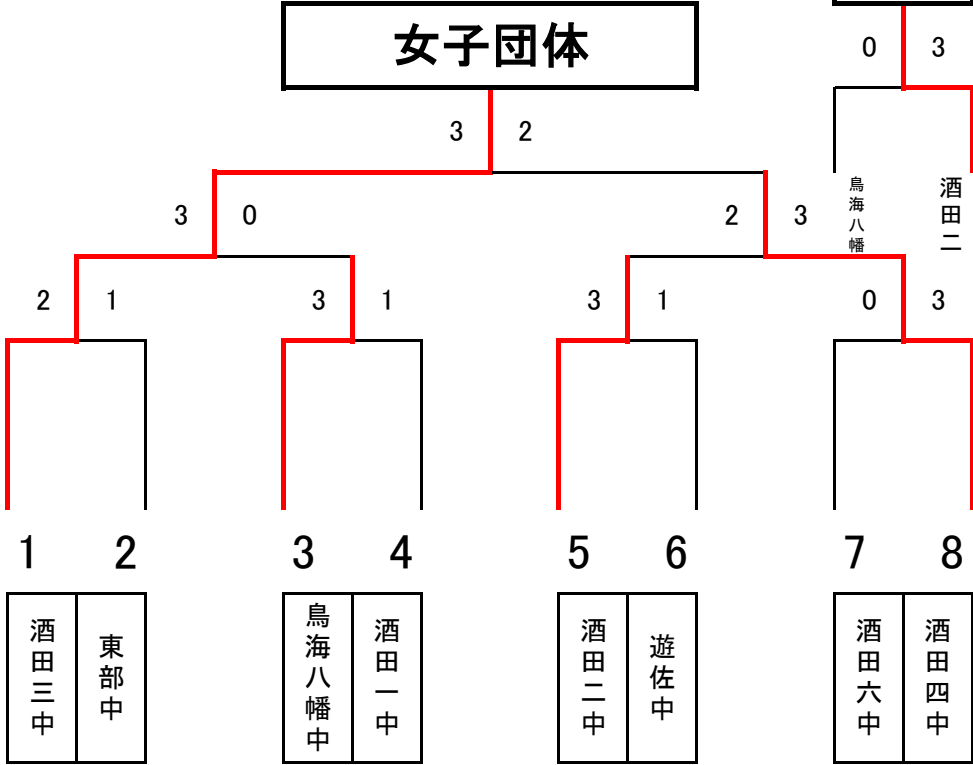 女子団体
0 3
3 2
鳥海八幡
酒田二
3 0
2 3
2 1
3 1
3 1
0 3
1 2 3 4 5 6 7 8
酒田三中
東部中
鳥海八幡中
酒田一中
酒田二中
遊佐中
酒田六中
酒田四中